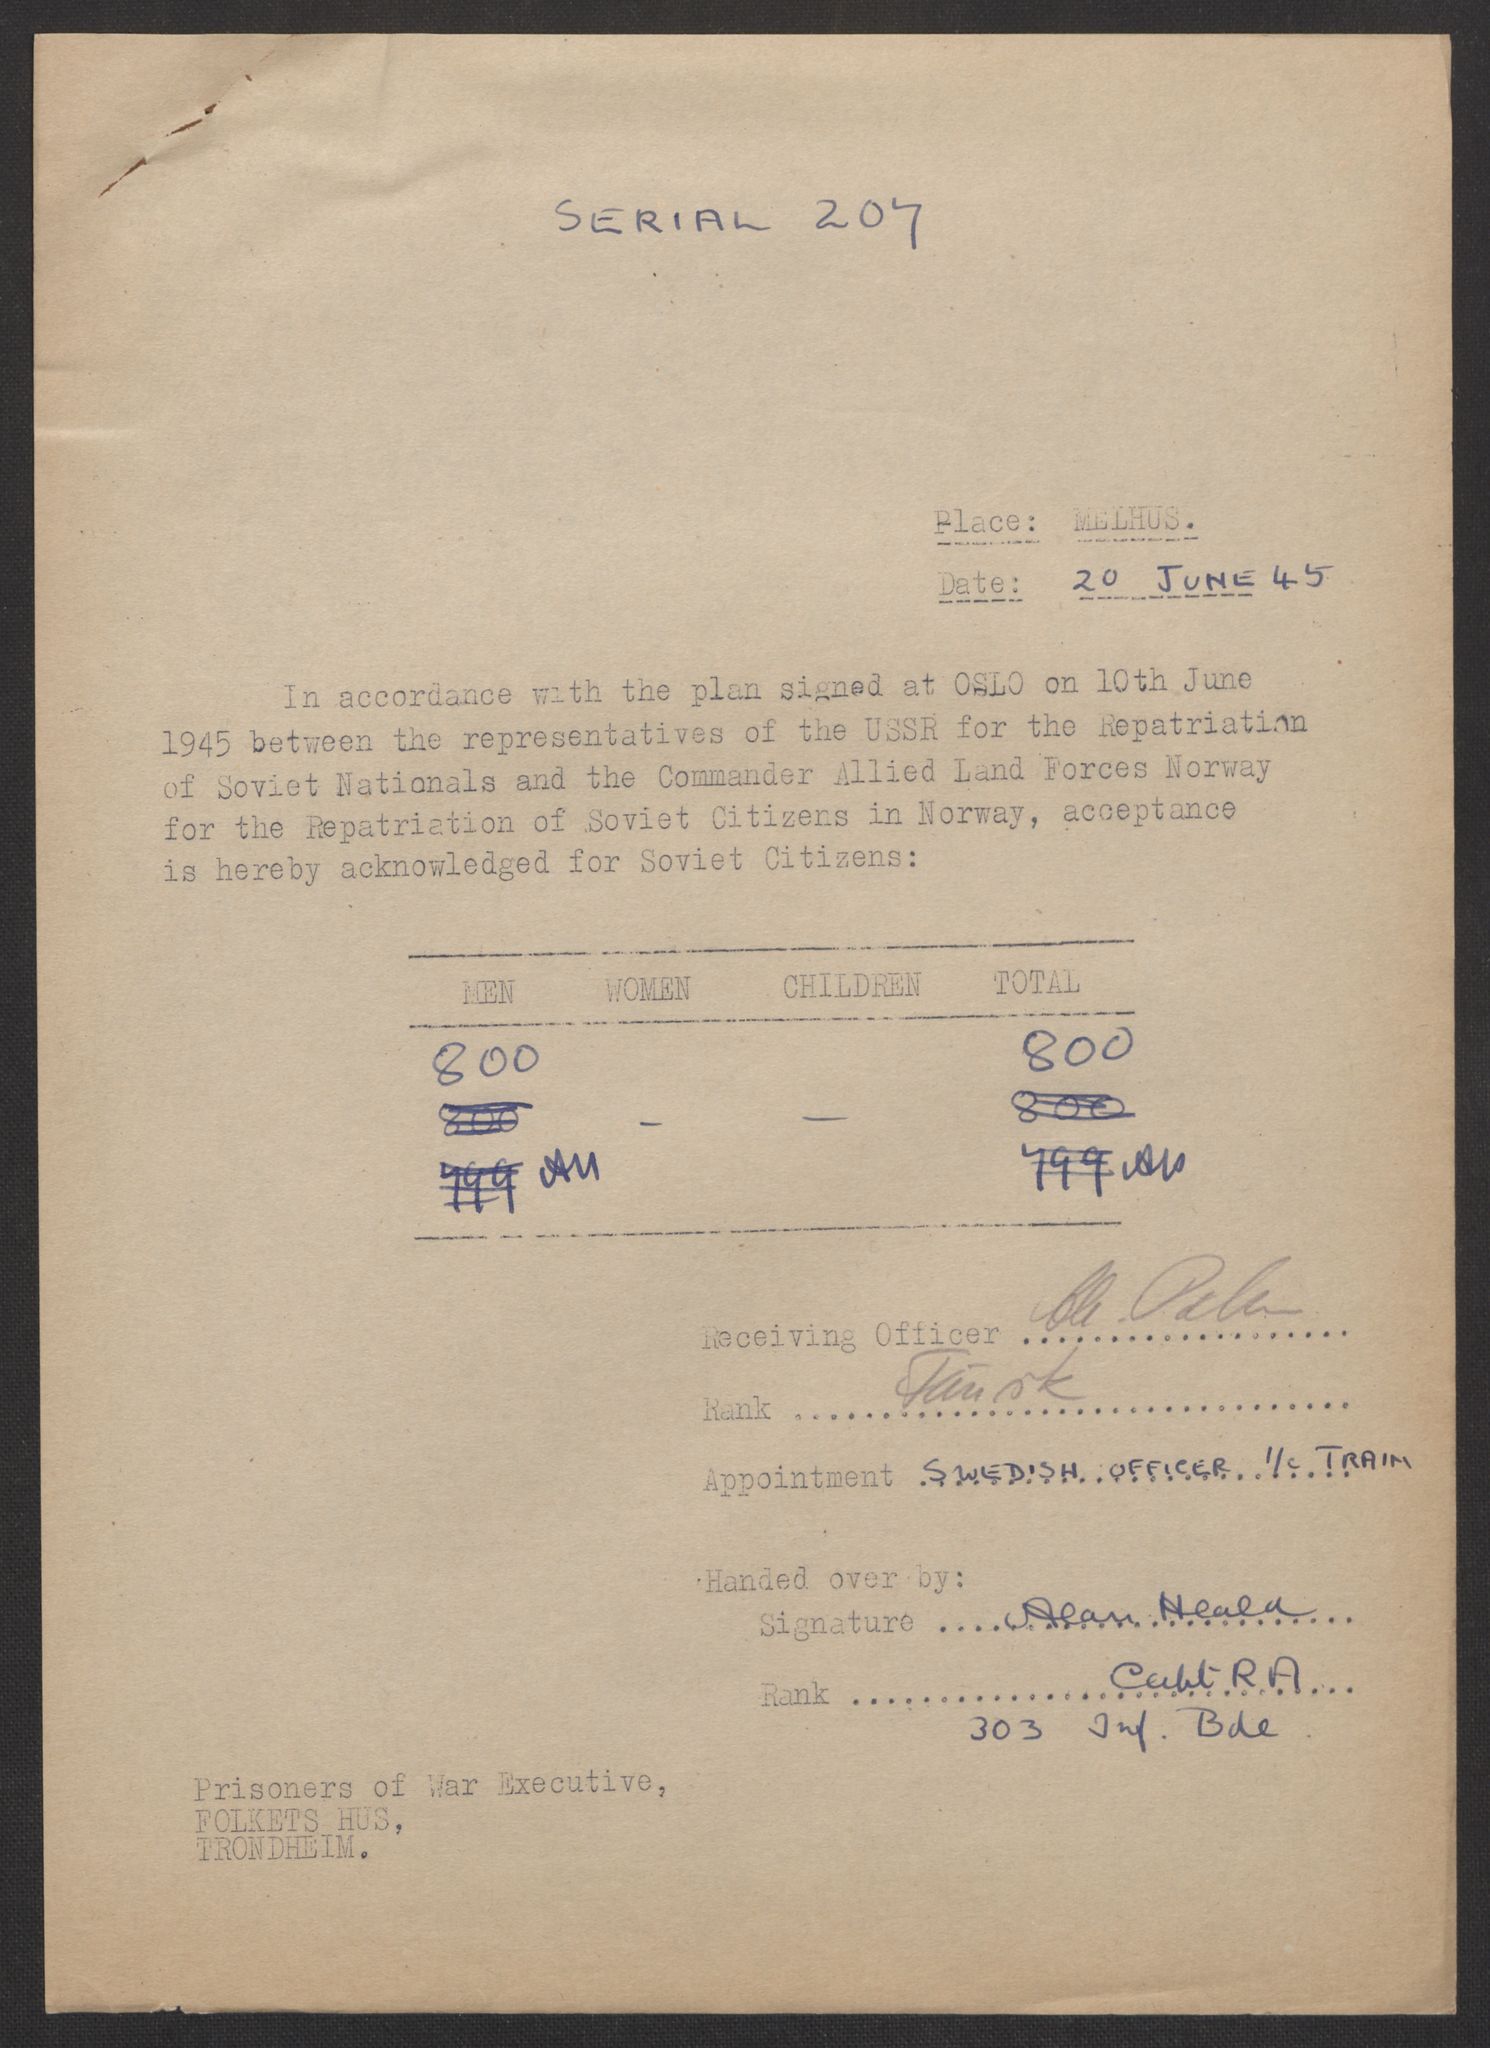 SERIAL 207
Place: MELHUS.
Date: 20 JUNE 45
In accordance with the plan signed at OSLO on 10th June
1945 between the representatives of the USSR for the Repatriation
of Soviet Nationals and the Commander Allied Land Forces Norway
for the Repatriation of Soviet Citizens in Norway, acceptance
is hereby acknowledged for Soviet Citizens:
MEN WOMEN CHILDREN TOTAL
800 800
800 - - 800
799 AH 799 AH
Receiving Officer
Rank
Appointment SWEDISH OFFICER I/c TRAIN
Handed over by:
Signature Alan Heald
Rank Capt RA
303 Inf. Bde.
Prisoners of War Executive,
FOLKETS HUS,
TRONDHEIM.